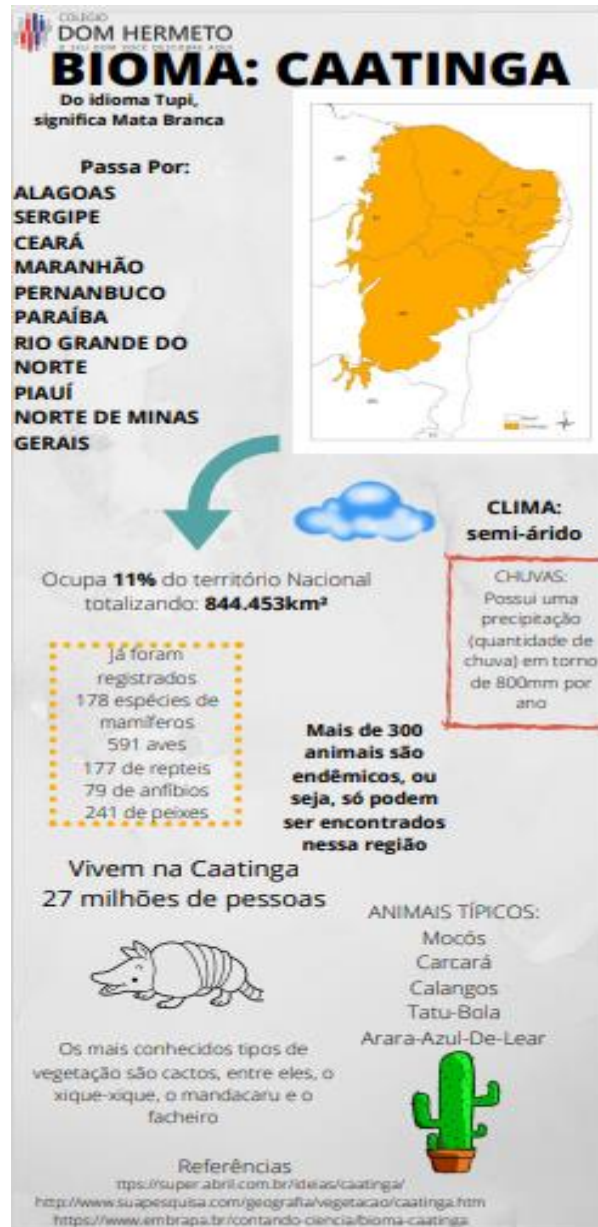 COLEGIO
DOM HERMETO
BIOMA: CAATINGA
Do idioma Tupi,
significa Mata Branca
Passa Por:
ALAGOAS
SERGIPE
CEARÁ
MARANHÃO
PERNANBUCO
PARAÍBA
RIO GRANDE DO
NORTE
PIAUÍ
NORTE DE MINAS
GERAIS
CLIMA:
semi-árido
Ocupa 11% do território Nacional
totalizando: 844.453km²
CHUVAS:
Possui uma
precipitação
(quantidade de
chuva) em torno
de 800mm por
ano
Já foram
registrados
178 espécies de
mamíferos
591 aves
177 de repteis
79 de anfíbios
241 de peixes
Mais de 300
animais são
endêmicos, ou
seja, só podem
ser encontrados
nessa região
Vivem na Caatinga
27 milhões de pessoas
ANIMAIS TÍPICOS:
Mocós
Carcará
Calangos
Tatu-Bola
Arara-Azul-De-Lear
Os mais conhecidos tipos de
vegetação são cactos, entre eles, o
xique-xique, o mandacaru e o
facheiro
Referências
ttps://super.abril.com.br/ideias/caatinga/
http://www.suapesquisa.com/geografia/vegetacao/caatinga.htm
https://www.embrapa.br/contando-ciencia/bioma-caatinga